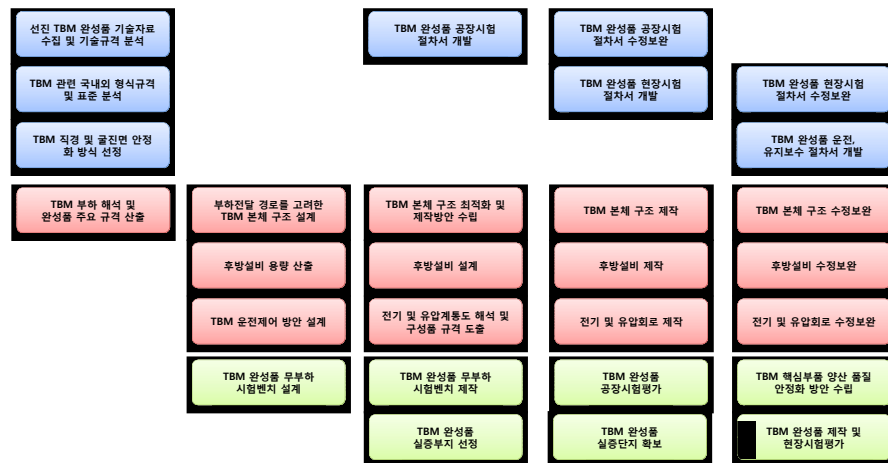 선진 TBM 완성품 기술자료
수집 및 기술규격 분석
TBM 완성품 공장시험
절차서 개발
TBM 완성품 공장시험
절차서 수정보완
TBM 관련 국내외 형식규격
및 표준 분석
TBM 완성품 현장시험
절차서 개발
TBM 완성품 현장시험
절차서 수정보완
TBM 직경 및 굴진면 안정
화 방식 선정
TBM 완성품 운전,
유지보수 절차서 개발
TBM 부하 해석 및
완성품 주요 규격 산출
부하전달 경로를 고려한
TBM 본체 구조 설계
TBM 본체 구조 최적화 및
제작방안 수립
TBM 본체 구조 제작
TBM 본체 구조 수정보완
후방설비 용량 산출
후방설비 설계
후방설비 제작
후방설비 수정보완
TBM 운전제어 방안 설계
전기 및 유압계통도 해석 및
구성품 규격 도출
전기 및 유압회로 제작
전기 및 유압회로 수정보완
TBM 완성품 무부하
시험벤치 설계
TBM 완성품 무부하
시험벤치 제작
TBM 완성품
공장시험평가
TBM 핵심부품 양산 품질
안정화 방안 수립
TBM 완성품
실증부지 선정
TBM 완성품
실증단지 확보
TBM 완성품 제작 및
현장시험평가